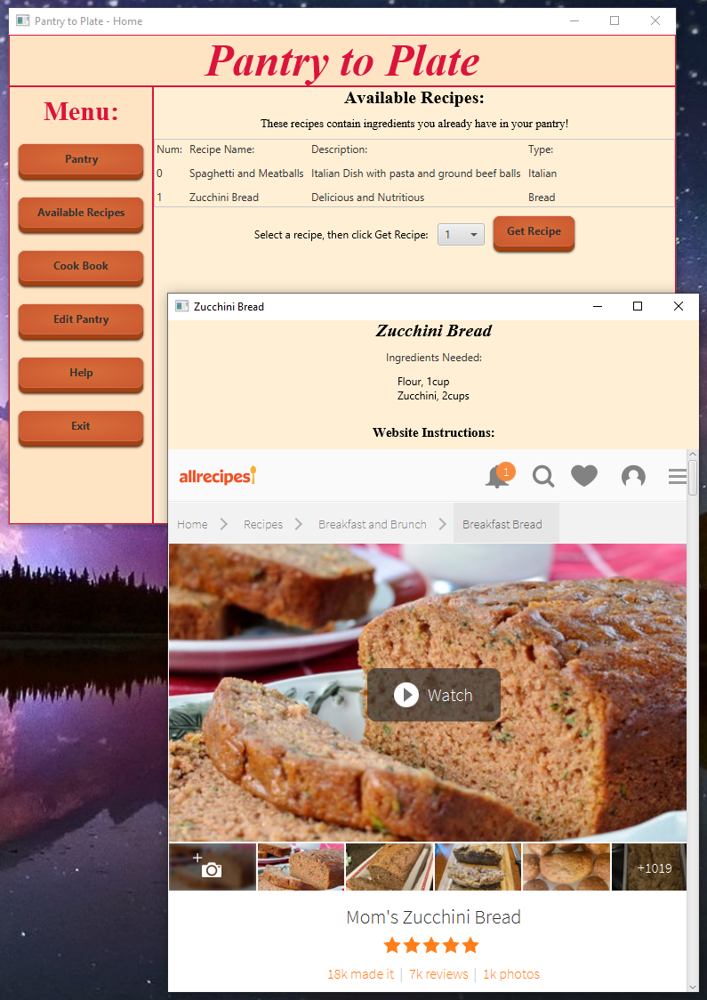 Pantry to Plate - Home
Pantry to Plate
Menu:
Pantry
Available Recipes
Cook Book
Edit Pantry
Help
Exit
Available Recipes:
These recipes contain ingredients you already have in your pantry!
Num: Recipe Name: Description: Type:
0 Spaghetti and Meatballs Italian Dish with pasta and ground beef balls Italian
1 Zucchini Bread Delicious and Nutritious Bread
Select a recipe, then click Get Recipe: 1 Get Recipe
Zucchini Bread
Zucchini Bread
Ingredients Needed:
Flour, 1cup
Zucchini, 2cups
Website Instructions:
allrecipes 1
Home Recipes Breakfast and Brunch Breakfast Bread
Watch
+1019
Mom's Zucchini Bread
18k made it | 7k reviews | 1k photos